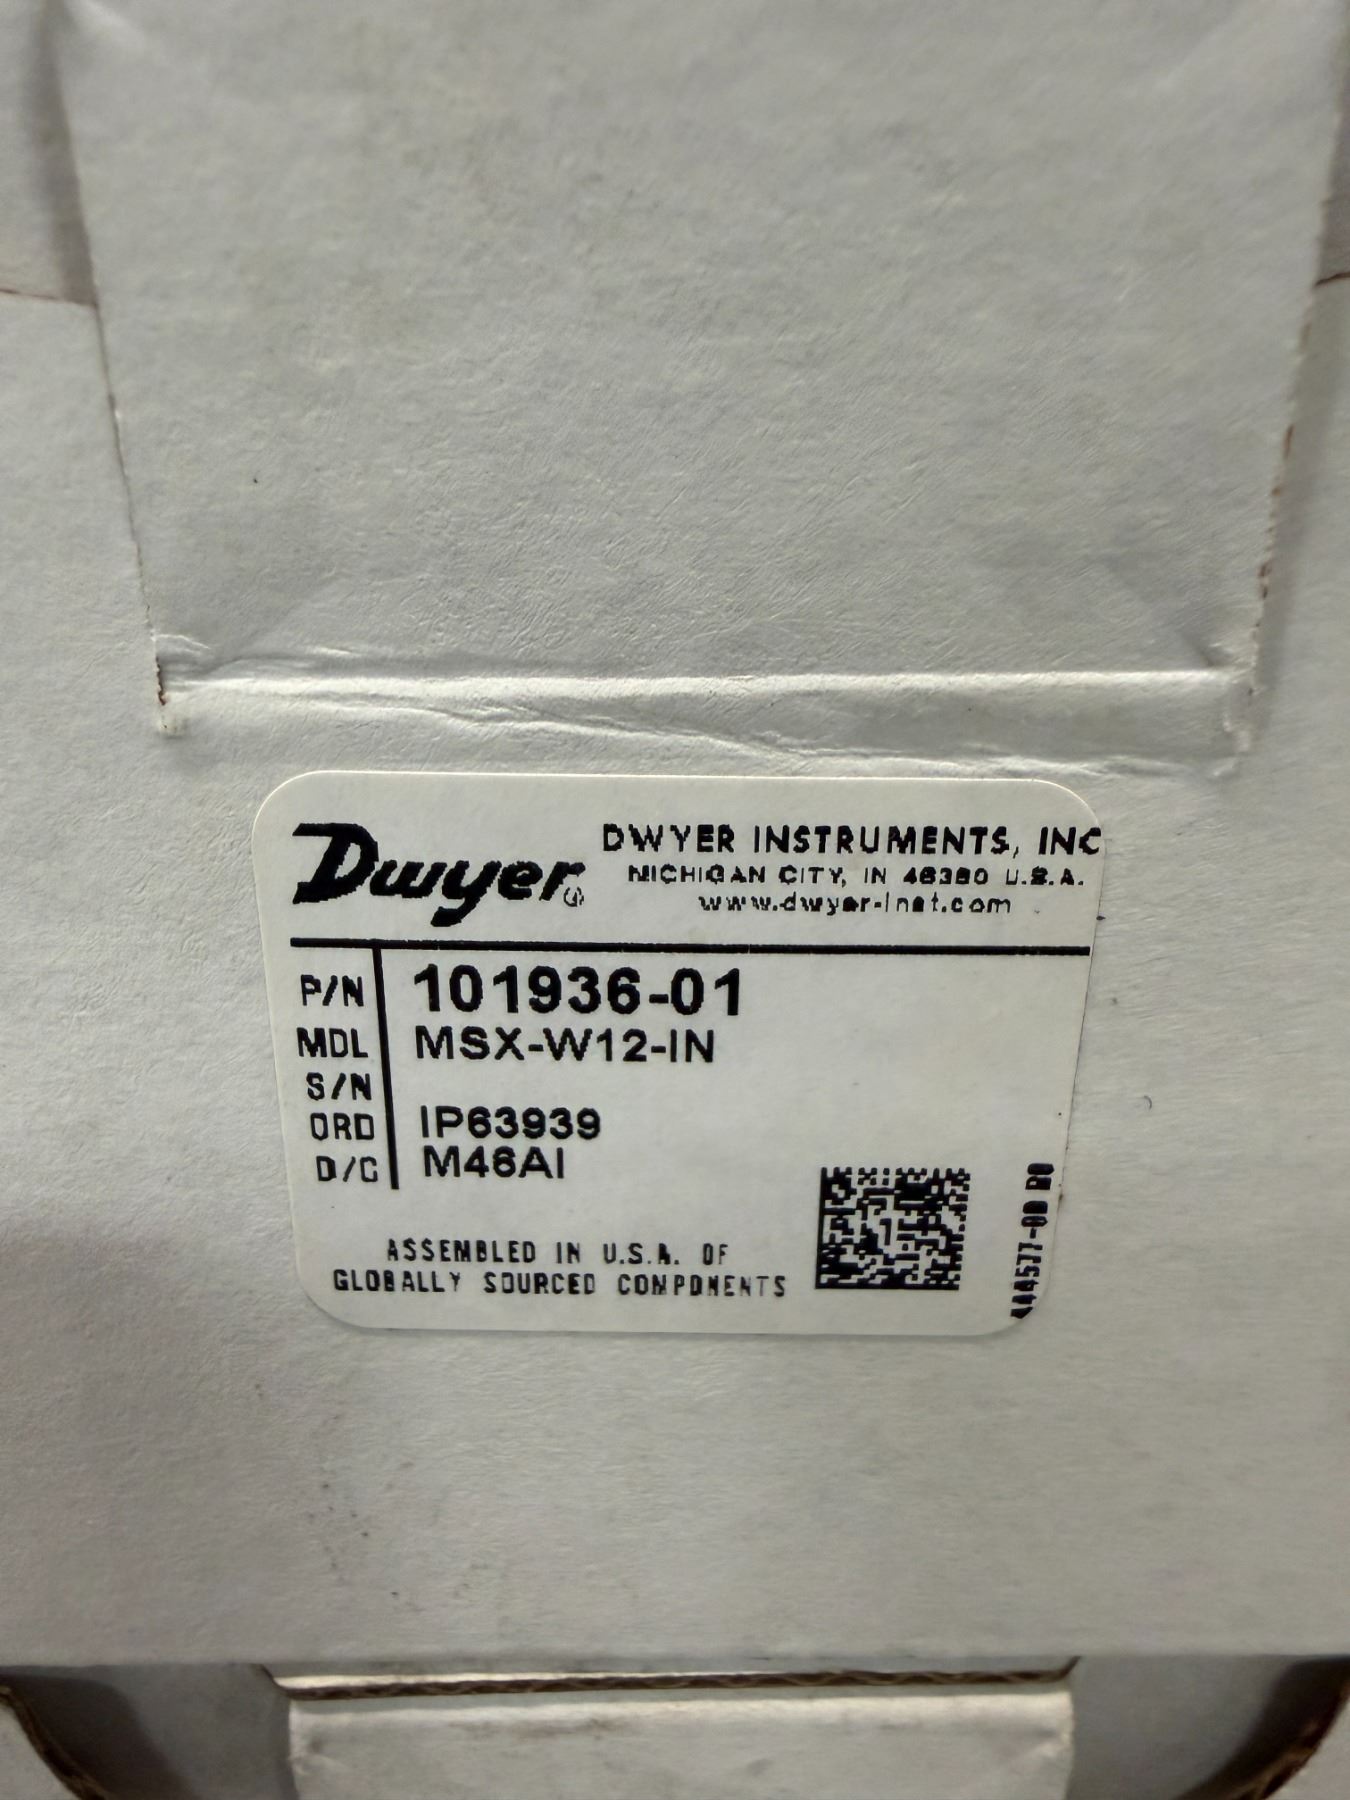 Dwyer®
DWYER INSTRUMENTS, INC
MICHIGAN CITY, IN 46360 U.S.A.
www.dwyer-inst.com
P/N 101936-01
MDL MSX-W12-IN
S/N
ORD IP63939
D/C M46AI
ASSEMBLED IN U.S.A. OF
GLOBALLY SOURCED COMPONENTS